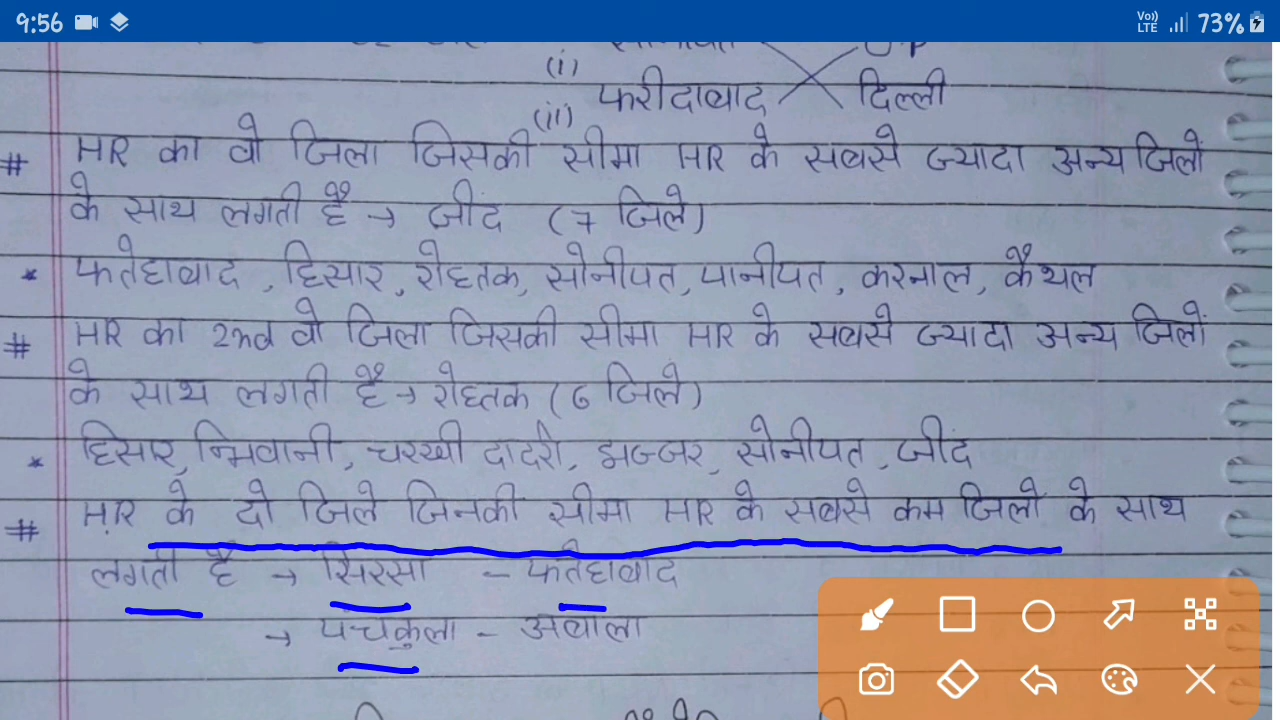 9:56 Vo)) LTE 73%
(i)
फरीदाबाद दिल्ली
(ii)
# HR का वो जिला जिसकी सीमा HR के सबसे ज्यादा अन्य जिलों
के साथ लगती है → जींद (7 जिले)
* फतेहाबाद, हिसार, रोहतक, सोनीपत, पानीपत, करनाल, कैथल
# HR का 2nd वो जिला जिसकी सीमा HR के सबसे ज्यादा अन्य जिलों
के साथ लगती है → रोहतक (6 जिले)
* हिसार, भिवानी, चरखी दादरी, झज्जर, सोनीपत, जींद
# HR के दो जिले जिनकी सीमा HR के सबसे कम जिलो के साथ
लगती है → सिरसा - फतेहाबाद
→ पंचकुला - अंबाला